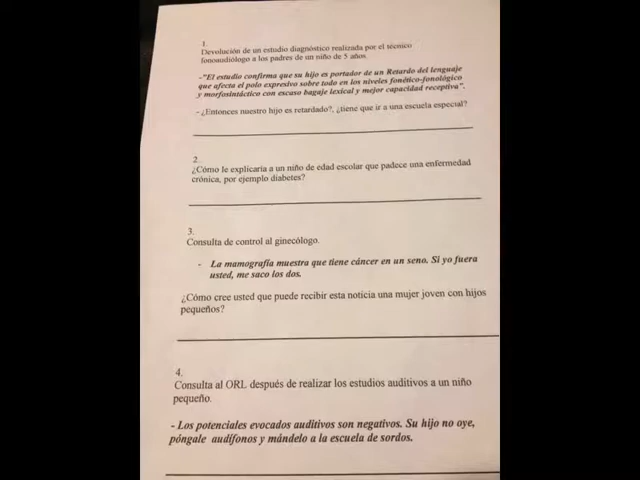 1.
Devolución de un estudio diagnóstico realizada por el técnico
fonoaudiólogo a los padres de un niño de 5 años.
-"El estudio confirma que su hijo es portador de un Retardo del lenguaje
que afecta el polo expresivo sobre todo en los niveles fonético-fonológico
y morfosintáctico con escaso bagaje lexical y mejor capacidad receptiva".
- ¿Entonces nuestro hijo es retardado?, ¿tiene que ir a una escuela especial?
2.
¿Cómo le explicaría a un niño de edad escolar que padece una enfermedad
crónica, por ejemplo diabetes?
3.
Consulta de control al ginecólogo.
- La mamografía muestra que tiene cáncer en un seno. Si yo fuera
usted, me saco los dos.
¿Cómo cree usted que puede recibir esta noticia una mujer joven con hijos
pequeños?
4.
Consulta al ORL después de realizar los estudios auditivos a un niño
pequeño.
- Los potenciales evocados auditivos son negativos. Su hijo no oye,
póngale audífonos y mándelo a la escuela de sordos.